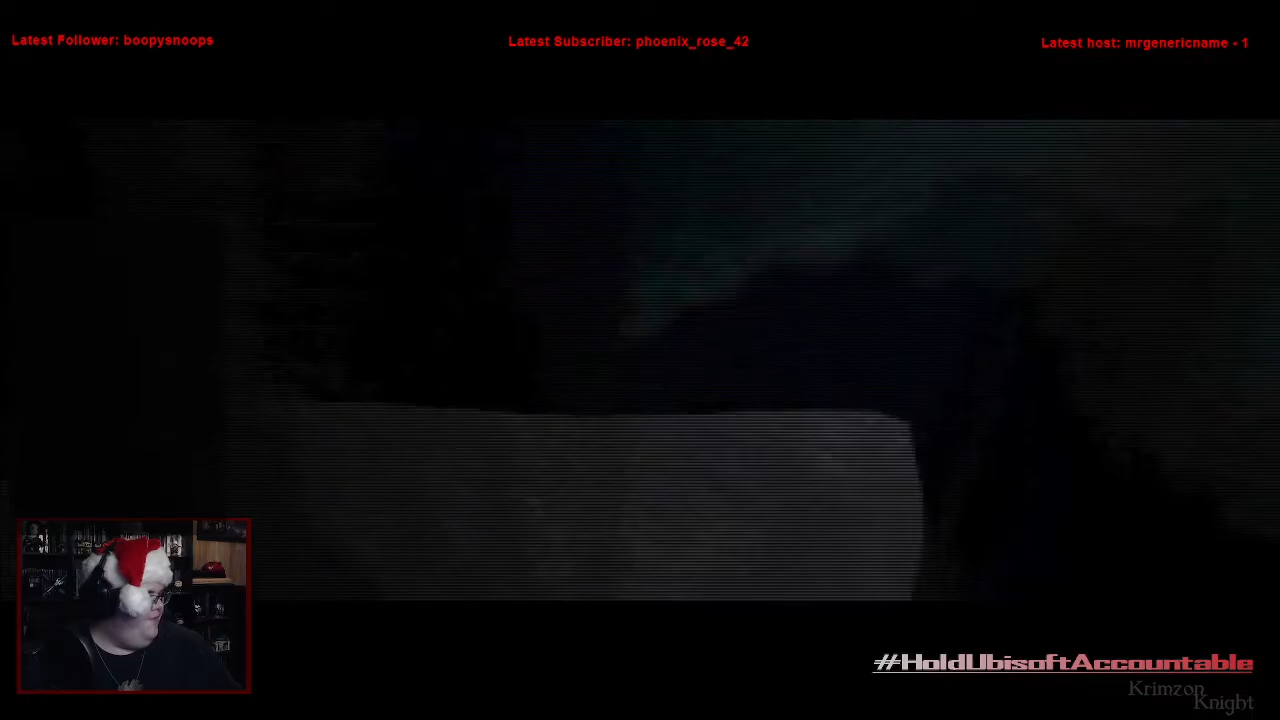 Latest Follower: boopysnoops
Latest Subscriber: phoenix_rose_42
Latest host: mrgenericname - 1
#HoldUbisoftAccountable
Krimzon
Knight